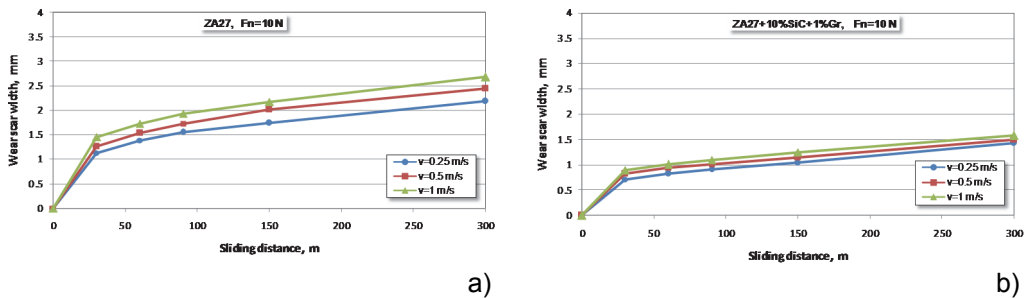 ZA27, Fn=10 N
Wear scar width, mm
4
3.5
3
2.5
2
1.5
1
0.5
0
0 50 100 150 200 250 300
Sliding distance, m
v=0.25 m/s
v=0.5 m/s
v=1 m/s
a)
ZA27+10%SiC+1%Gr, Fn=10 N
Wear scar width, mm
4
3.5
3
2.5
2
1.5
1
0.5
0
0 50 100 150 200 250 300
Sliding distance, m
v=0.25 m/s
v=0.5 m/s
v=1 m/s
b)